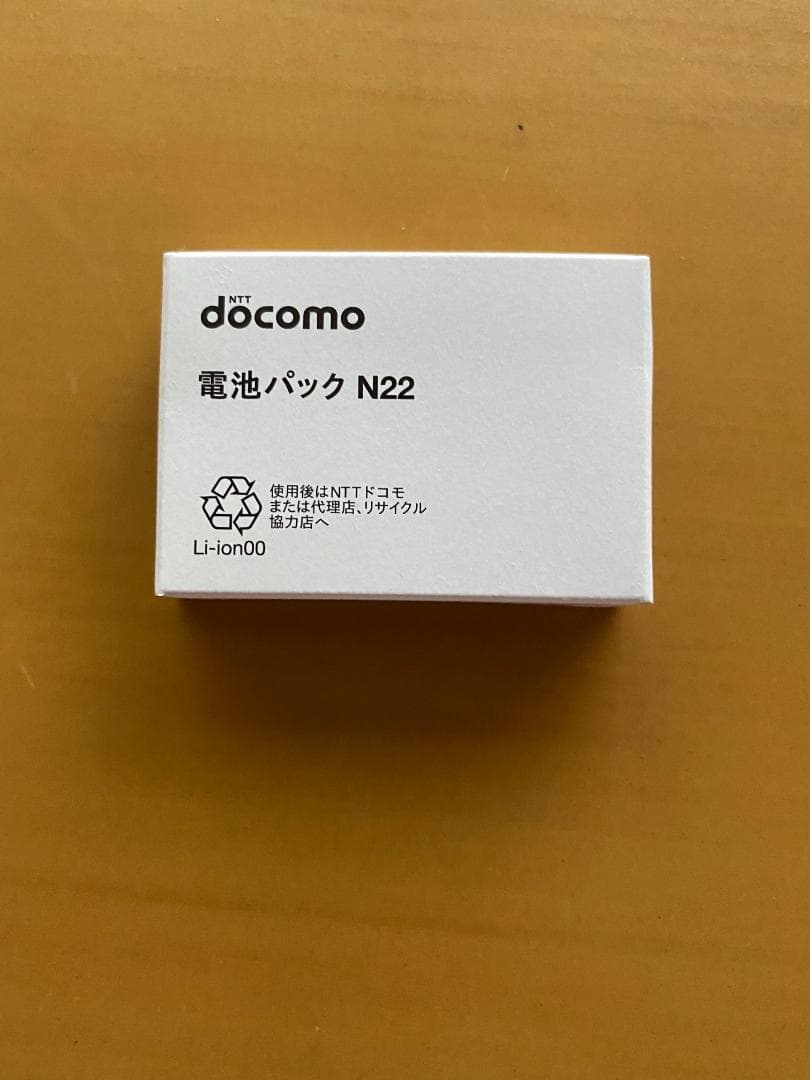 NTT
docomo
電池パック N22
使用後はNTTドコモ
または代理店、リサイクル
協力店へ
Li-ion00